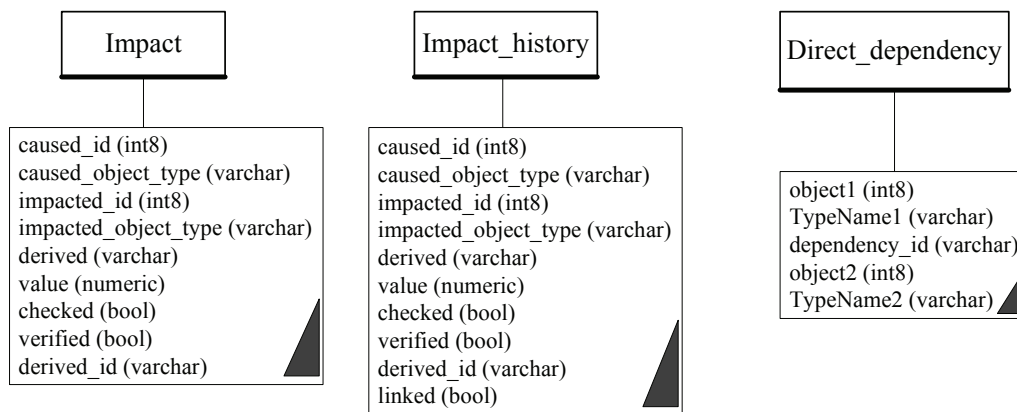 Impact
caused_id (int8)
caused_object_type (varchar)
impacted_id (int8)
impacted_object_type (varchar)
derived (varchar)
value (numeric)
checked (bool)
verified (bool)
derived_id (varchar)
Impact_history
caused_id (int8)
caused_object_type (varchar)
impacted_id (int8)
impacted_object_type (varchar)
derived (varchar)
value (numeric)
checked (bool)
verified (bool)
derived_id (varchar)
linked (bool)
Direct_dependency
object1 (int8)
TypeName1 (varchar)
dependency_id (varchar)
object2 (int8)
TypeName2 (varchar)